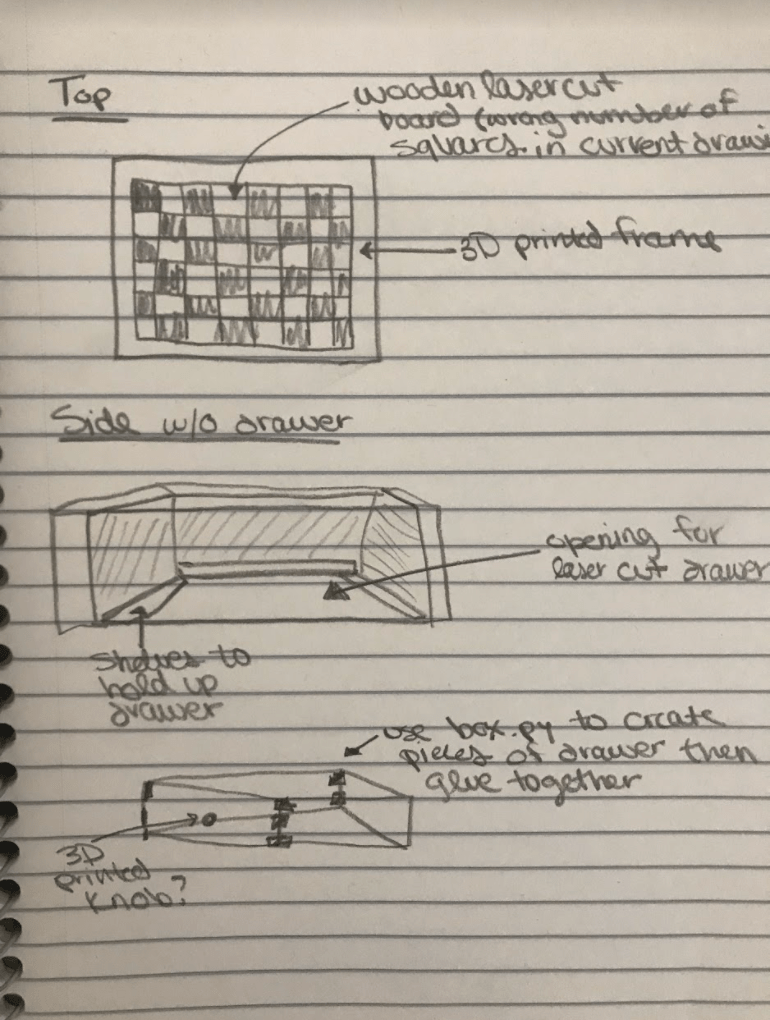 Top
wooden laser cut
board (wrong number of
squares in current drawi
3D printed frame
Side w/o drawer
opening for
laser cut drawer
shelves to
hold up
drawer
use box.py to create
pieces of drawer then
glue together
3D
printed
knob?